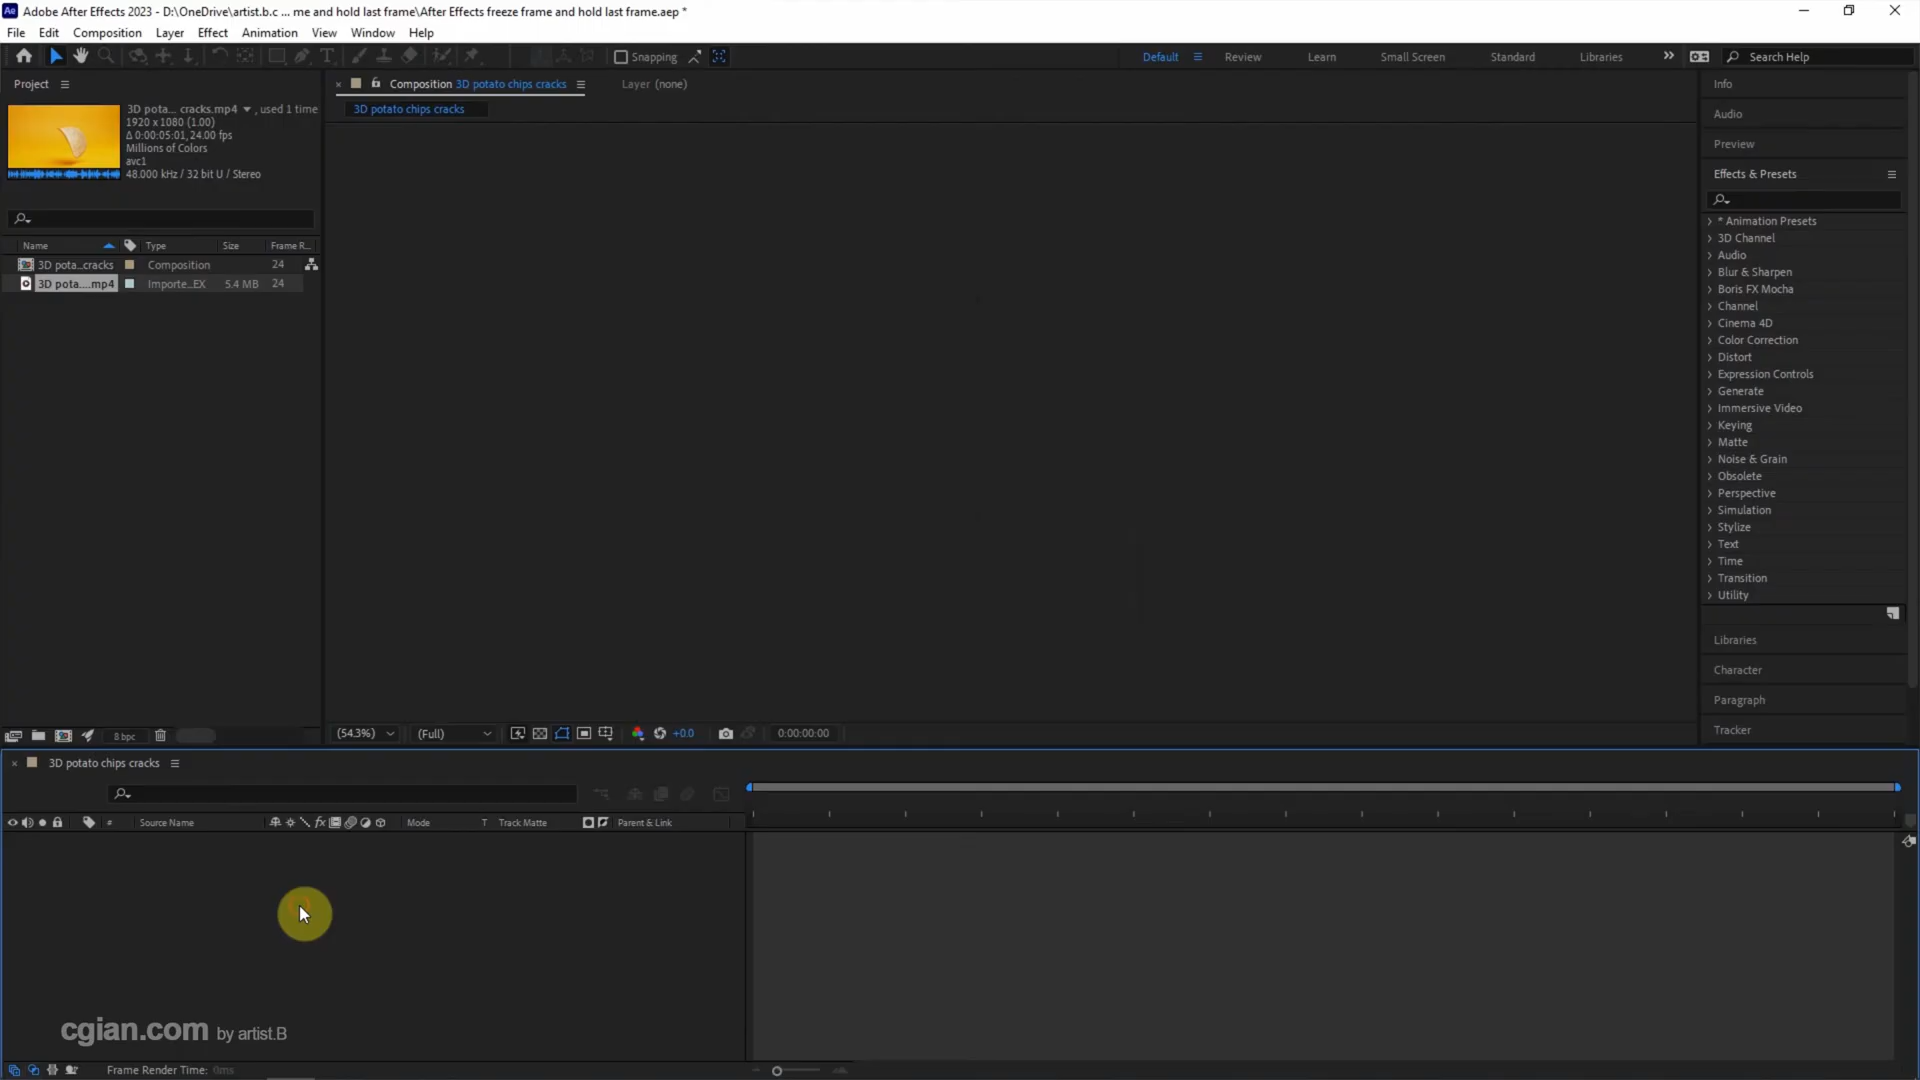 Ae Adobe After Effects 2023 - D:\OneDrive\artist.b.c ... me and hold last frame\After Effects freeze frame and hold last frame.aep *
File Edit Composition Layer Effect Animation View Window Help
Snapping Default Review Learn Small Screen Standard Libraries Search Help
Project
Composition 3D potato chips cracks Layer (none)
3D potato chips cracks
3D pota... cracks.mp4 , used 1 time
1920 x 1080 (1.00)
Δ 0:00:05:01, 24.00 fps
Millions of Colors
avc1
48.000 kHz / 32 bit U / Stereo
Name Type Size Frame R...
3D pota...cracks Composition 24
3D pota....mp4 Importe...EX 5.4 MB 24
Info
Audio
Preview
Effects & Presets
* Animation Presets
3D Channel
Audio
Blur & Sharpen
Boris FX Mocha
Channel
Cinema 4D
Color Correction
Distort
Expression Controls
Generate
Immersive Video
Keying
Matte
Noise & Grain
Obsolete
Perspective
Simulation
Stylize
Text
Time
Transition
Utility
Libraries
Character
Paragraph
Tracker
8 bpc
(54.3%) (Full) +0.0 0:00:00:00
3D potato chips cracks
# Source Name fx Mode T Track Matte Parent & Link
cgian.com by artist.B
Frame Render Time: 0ms